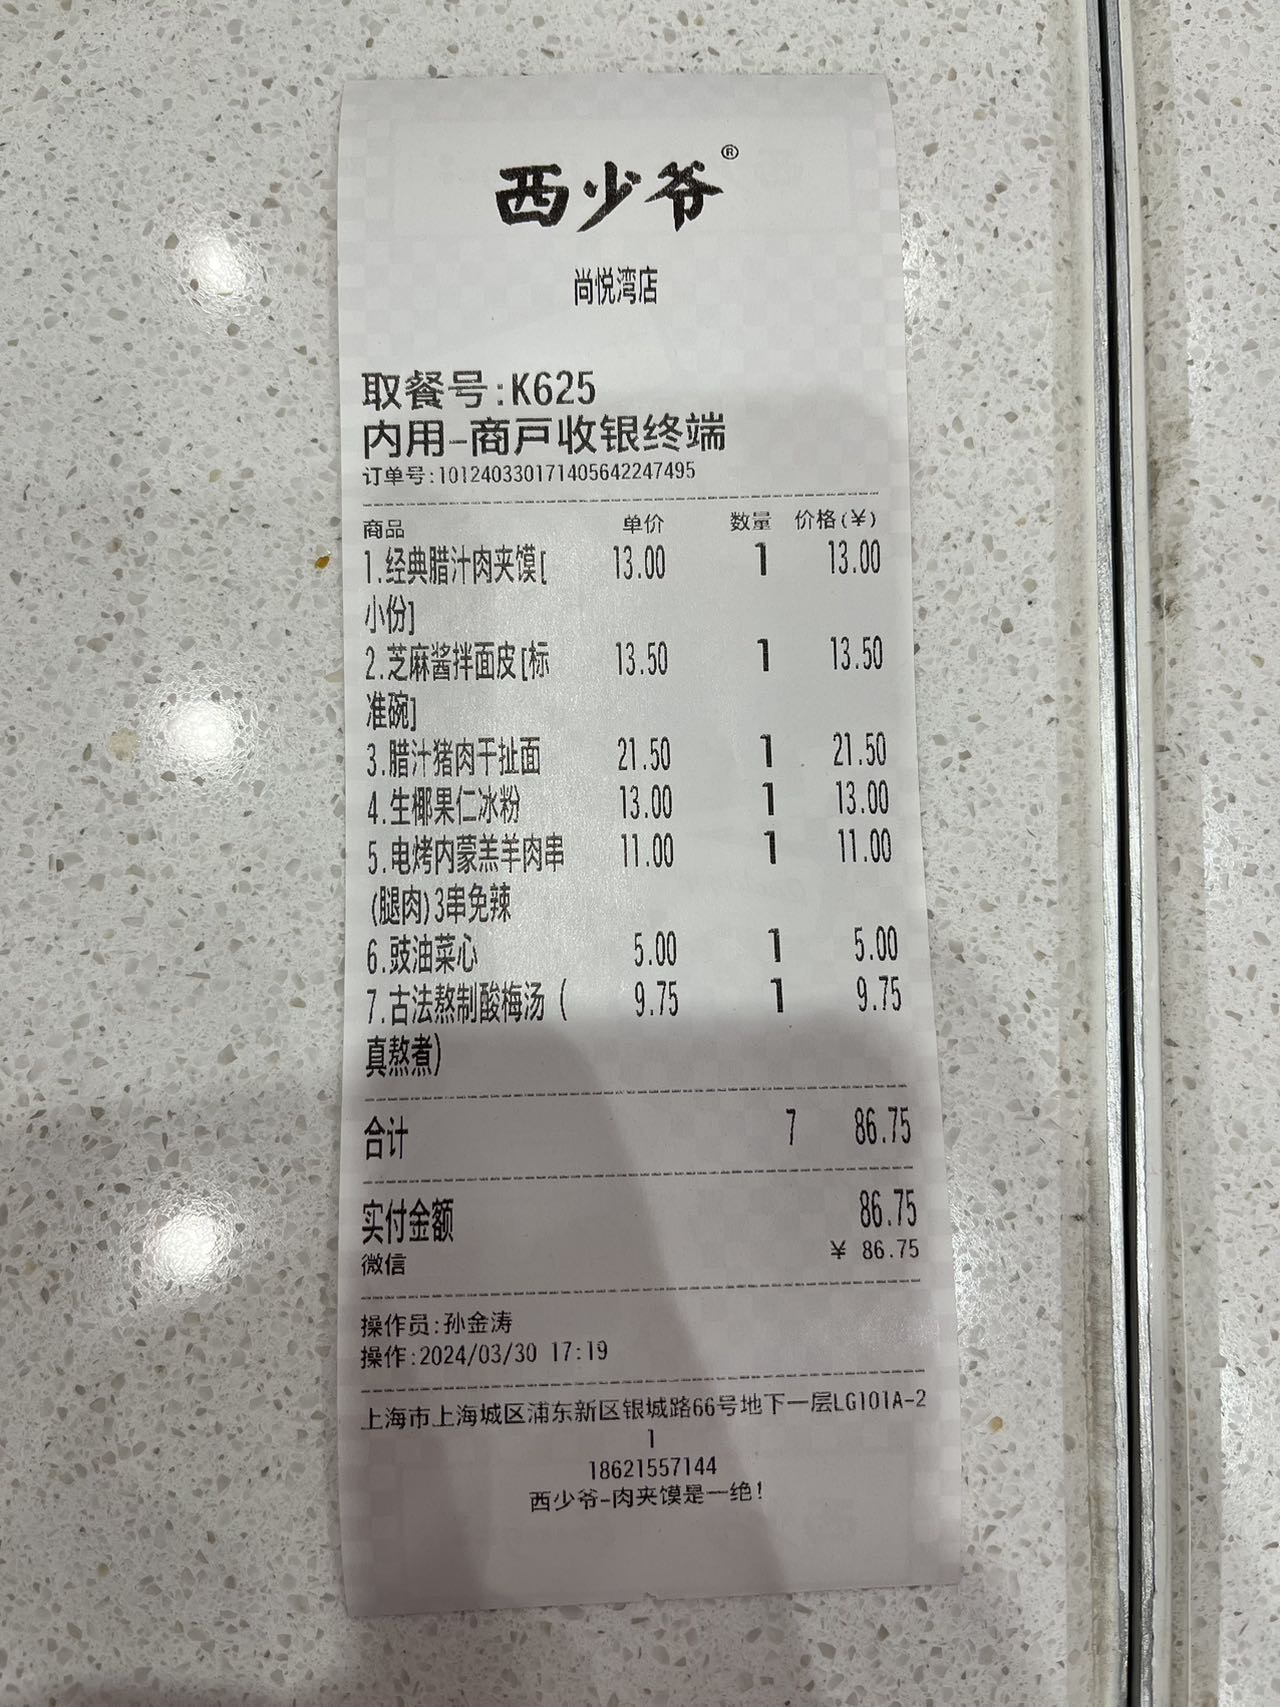 西少爷®
尚悦湾店
取餐号:K625
内用-商戸收银终端
订单号:101240330171405642247495
商品 单价 数量 价格(¥)
1.经典腊汁肉夹馍[ 13.00 1 13.00
小份]
2.芝麻酱拌面皮[标 13.50 1 13.50
准碗]
3.腊汁猪肉干扯面 21.50 1 21.50
4.生椰果仁冰粉 13.00 1 13.00
5.电烤内蒙羔羊肉串 11.00 1 11.00
(腿肉)3串免辣
6.豉油菜心 5.00 1 5.00
7.古法熬制酸梅汤( 9.75 1 9.75
真熬煮)
合计 7 86.75
实付金额 86.75
微信 ¥ 86.75
操作员:孙金涛
操作:2024/03/30 17:19
上海市上海城区浦东新区银城路66号地下一层LG101A-2
1
18621557144
西少爷-肉夹馍是一绝!